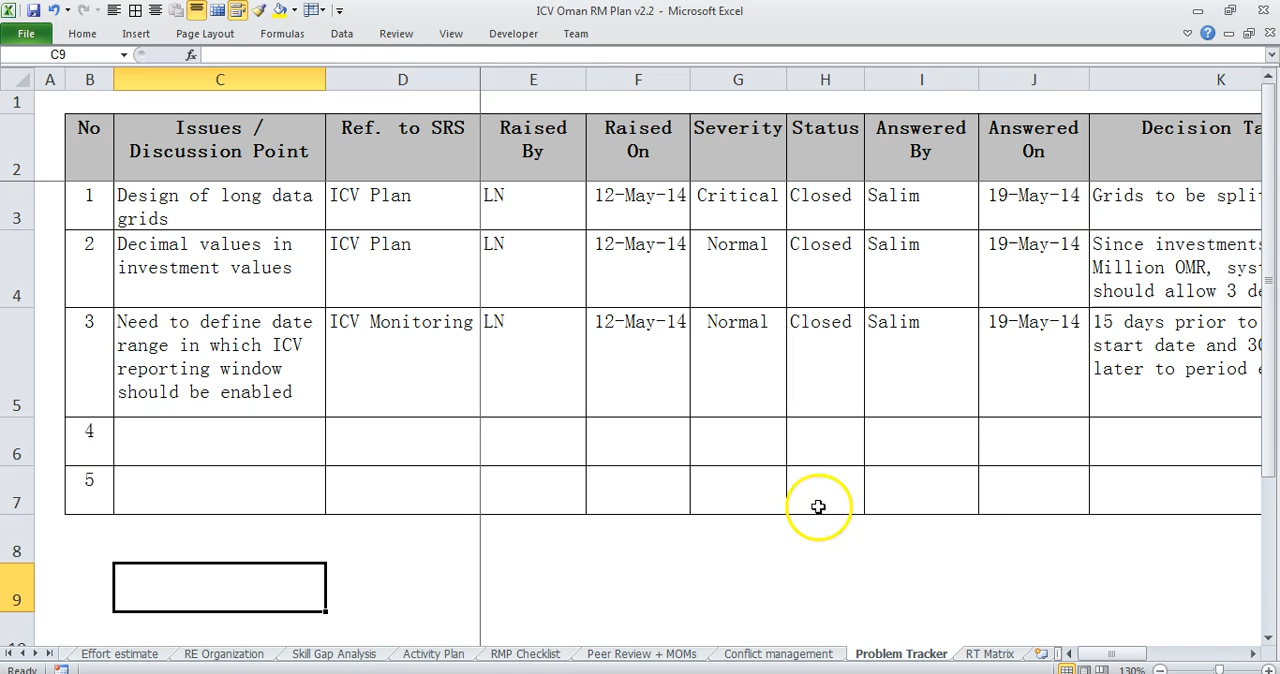 ICV Oman RM Plan v2.2 - Microsoft Excel
File Home Insert Page Layout Formulas Data Review View Developer Team
C9 fx
A B C D E F G H I J K
1
2 No Issues / Discussion Point Ref. to SRS Raised By Raised On Severity Status Answered By Answered On Decision Ta
3 1 Design of long data grids ICV Plan LN 12-May-14 Critical Closed Salim 19-May-14 Grids to be spli
4 2 Decimal values in investment values ICV Plan LN 12-May-14 Normal Closed Salim 19-May-14 Since investments Million OMR, sys should allow 3 de
5 3 Need to define date range in which ICV reporting window should be enabled ICV Monitoring LN 12-May-14 Normal Closed Salim 19-May-14 15 days prior to start date and 30 later to period e
6 4
7 5
8
9
Effort estimate RE Organization Skill Gap Analysis Activity Plan RMP Checklist Peer Review + MOMs Conflict management Problem Tracker RT Matrix
Ready 130%